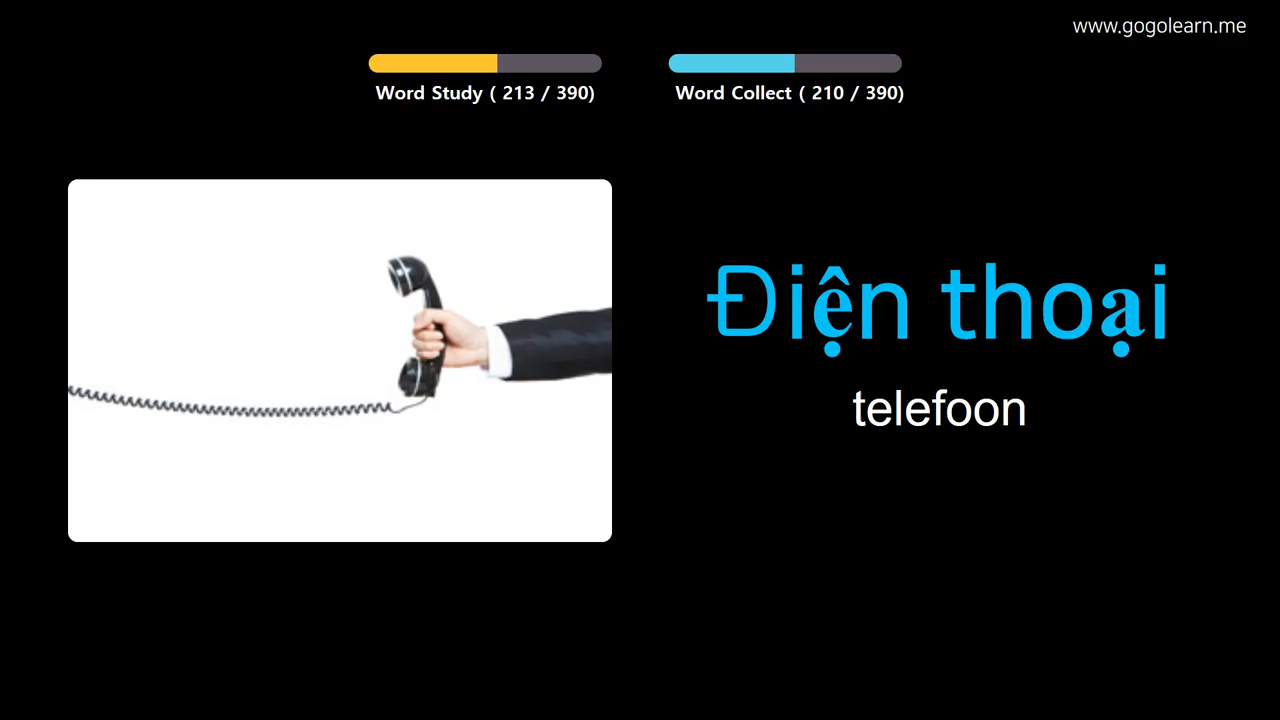 www.gogolearn.me
Word Study ( 213 / 390)
Word Collect ( 210 / 390)
Điện thoại
telefoon